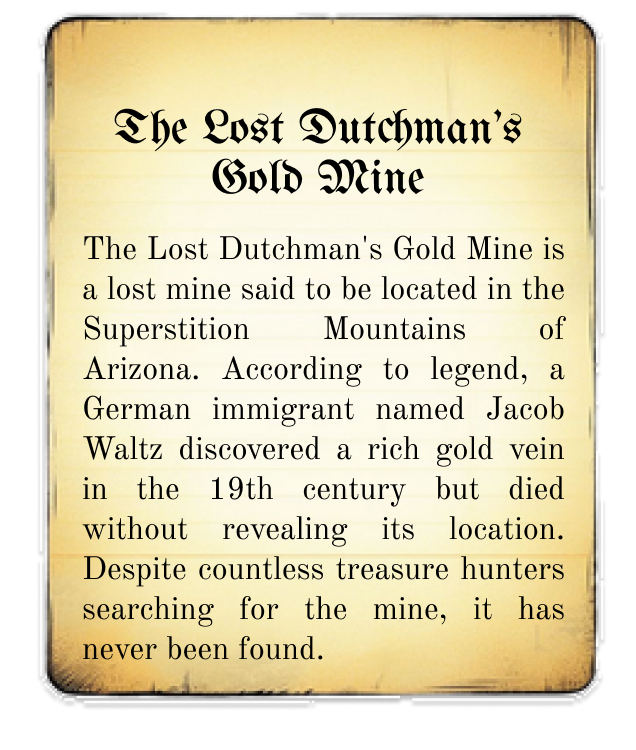 The Lost Dutchman's
Gold Mine
The Lost Dutchman's Gold Mine is
a lost mine said to be located in the
Superstition Mountains of
Arizona. According to legend, a
German immigrant named Jacob
Waltz discovered a rich gold vein
in the 19th century but died
without revealing its location.
Despite countless treasure hunters
searching for the mine, it has
never been found.